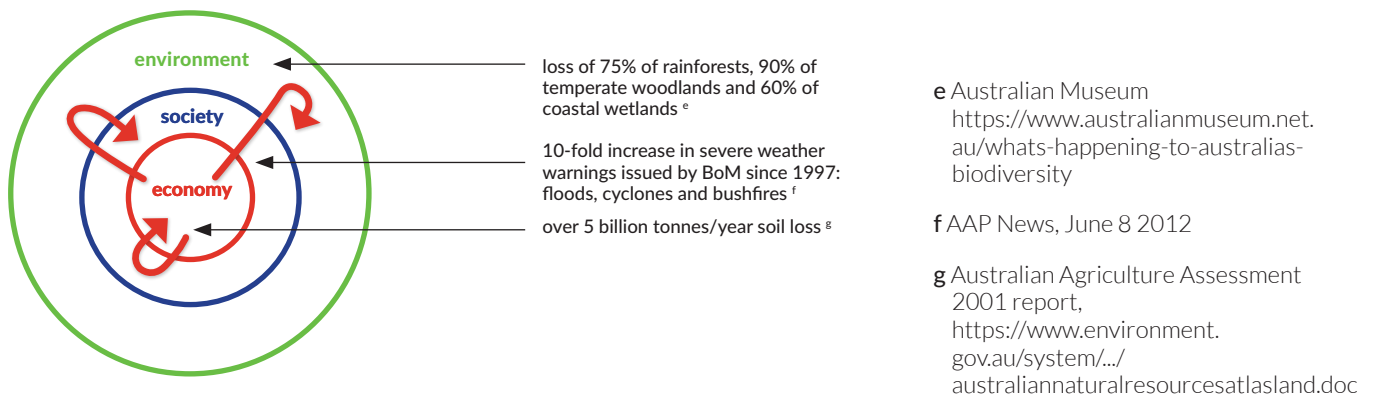 environment
society
economy
loss of 75% of rainforests, 90% of
temperate woodlands and 60% of
coastal wetlands e
10-fold increase in severe weather
warnings issued by BoM since 1997:
floods, cyclones and bushfires f
over 5 billion tonnes/year soil loss g
e Australian Museum
https://www.australianmuseum.net.
au/whats-happening-to-australias-
biodiversity
f AAP News, June 8 2012
g Australian Agriculture Assessment
2001 report,
https://www.environment.
gov.au/system/.../
australiannaturalresourcesatlasland.doc